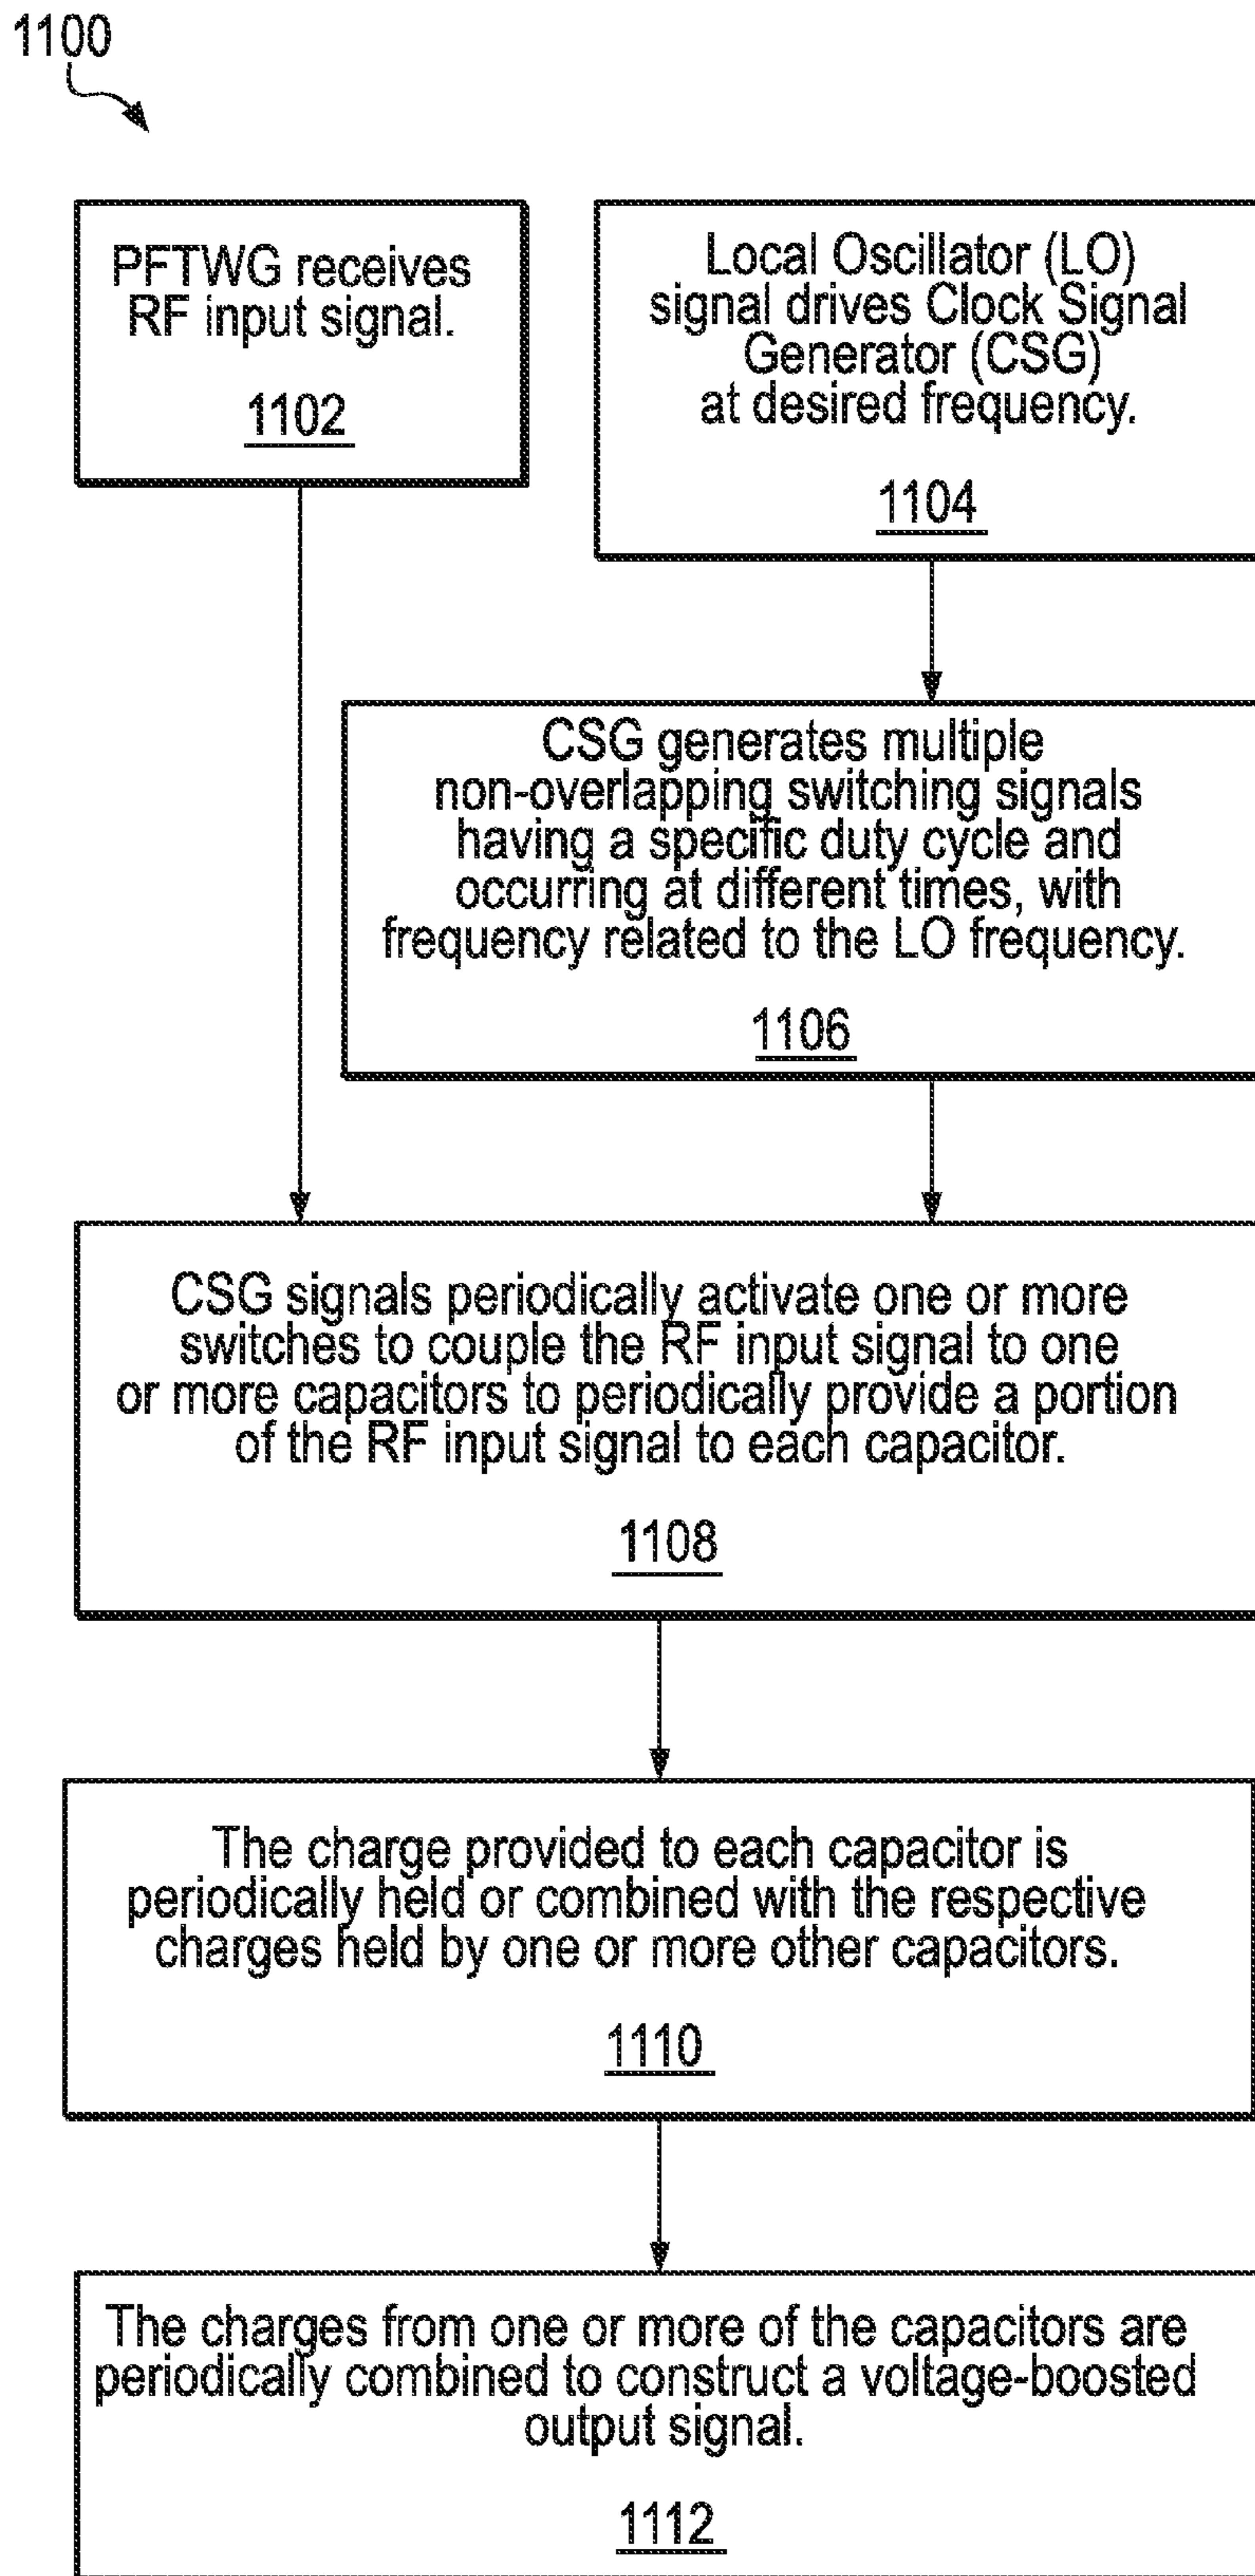 1100
PFTWG receives
RF input signal.
1102
Local Oscillator (LO)
signal drives Clock Signal
Generator (CSG)
at desired frequency.
1104
CSG generates multiple
non-overlapping switching signals
having a specific duty cycle and
occurring at different times, with
frequency related to the LO frequency.
1106
CSG signals periodically activate one or more
switches to couple the RF input signal to one
or more capacitors to periodically provide a portion
of the RF input signal to each capacitor.
1108
The charge provided to each capacitor is
periodically held or combined with the respective
charges held by one or more other capacitors.
1110
The charges from one or more of the capacitors are
periodically combined to construct a voltage-boosted
output signal.
1112